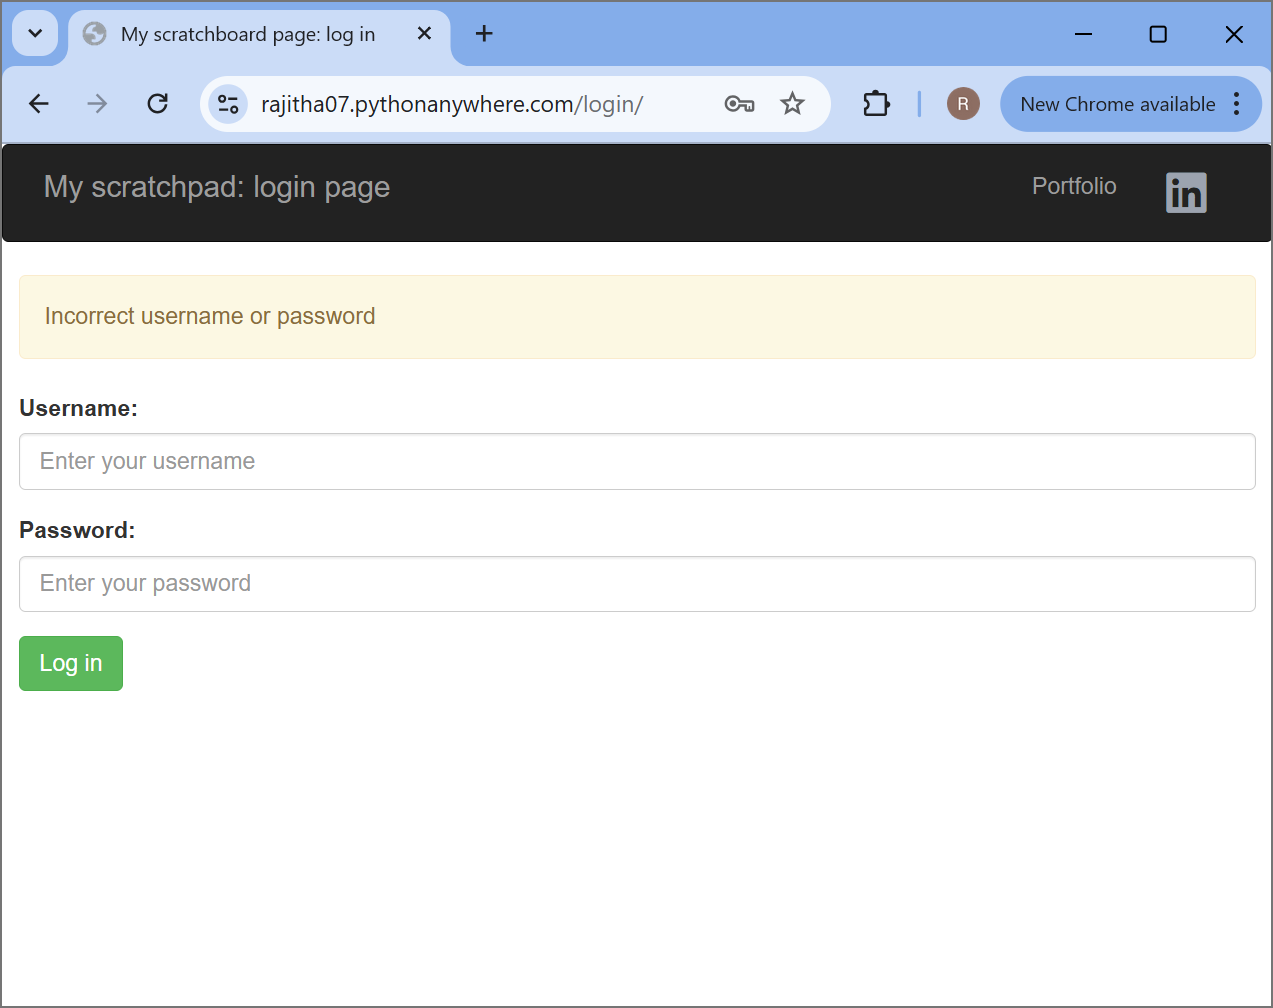 My scratchboard page: log in
rajitha07.pythonanywhere.com/login/
R
New Chrome available
My scratchpad: login page
Portfolio
in
Incorrect username or password
Username:
Enter your username
Password:
Enter your password
Log in